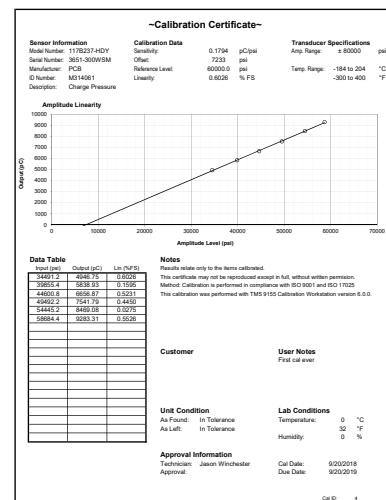 ~Calibration Certificate~
Sensor Information Calibration Data Transducer Specifications
Model Number: 117B237-HDY Sensitivity: 0.1794 pC/psi Amp. Range: ± 80000 psi
Serial Number: 3651-300WSM Offset: 7233 psi
Manufacturer: PCB Reference Level: 60000.0 psi Temp. Range: -184 to 204 °C
ID Number: M314061 Linearity: 0.6026 % FS -300 to 400 °F
Description: Charge Pressure
Amplitude Linearity
10000
9000
8000
7000
6000
5000
4000
3000
2000
1000
0
Output (pC)
0 10000 20000 30000 40000 50000 60000 70000
Amplitude Level (psi)
Data Table
Input (psi) Output (pC) Lin (%FS)
34491.2 4946.75 0.6026
39855.4 5838.93 0.1595
44600.8 6656.87 0.5231
49492.2 7541.79 0.4450
54445.2 8469.08 0.0275
58684.4 9283.31 0.5526
Notes
Results relate only to the items calibrated.
This certificate may not be reproduced except in full, without written permission.
Method: Calibration is performed in compliance with ISO 9001 and ISO 17025
This calibration was performed with TMS 9155 Calibration Workstation version 6.0.0.
Customer User Notes
First cal ever
Unit Condition Lab Conditions
As Found: In Tolerance Temperature: 0 °C
As Left: In Tolerance 32 °F
Humidity: 0 %
Approval Information
Technician: Jason Winchester Cal Date: 9/20/2018
Approval: Due Date: 9/20/2019
Cal ID: 4